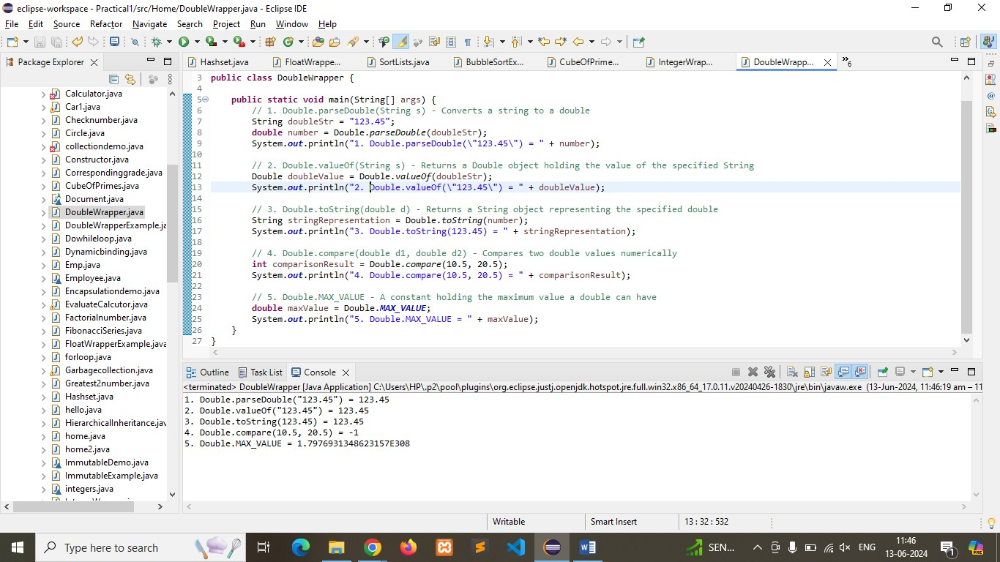 eclipse-workspace - Practical1/src/Home/DoubleWrapper.java - Eclipse IDE
File Edit Source Refactor Navigate Search Project Run Window Help
Package Explorer
Calculator.java
Car1.java
Checknumber.java
Circle.java
collectiondemo.java
Constructor.java
Correspondinggrade.java
CubeOfPrimes.java
Document.java
DoubleWrapper.java
DoubleWrapperExample.ja
Dowhileloop.java
Dynamicbinding.java
Emp.java
Employee.java
Encapsulationdemo.java
EvaluateCalcutor.java
Factorialnumber.java
FibonacciSeries.java
FloatWrapperExample.java
forloop.java
Garbagecollection.java
Greatest2number.java
Hashset.java
hello.java
HierarchicalInheritance.jav
home.java
home2.java
ImmutableDemo.java
ImmutableExample.java
integers.java
Hashset.java FloatWrappe... SortLists.java BubbleSortEx... CubeOfPrime... IntegerWrap... DoubleWrapp... »6
3 public class DoubleWrapper {
4
5 public static void main(String[] args) {
6 // 1. Double.parseDouble(String s) - Converts a string to a double
7 String doubleStr = "123.45";
8 double number = Double.parseDouble(doubleStr);
9 System.out.println("1. Double.parseDouble(\"123.45\") = " + number);
10
11 // 2. Double.valueOf(String s) - Returns a Double object holding the value of the specified String
12 Double doubleValue = Double.valueOf(doubleStr);
13 System.out.println("2. Double.valueOf(\"123.45\") = " + doubleValue);
14
15 // 3. Double.toString(double d) - Returns a String object representing the specified double
16 String stringRepresentation = Double.toString(number);
17 System.out.println("3. Double.toString(123.45) = " + stringRepresentation);
18
19 // 4. Double.compare(double d1, double d2) - Compares two double values numerically
20 int comparisonResult = Double.compare(10.5, 20.5);
21 System.out.println("4. Double.compare(10.5, 20.5) = " + comparisonResult);
22
23 // 5. Double.MAX_VALUE - A constant holding the maximum value a double can have
24 double maxValue = Double.MAX_VALUE;
25 System.out.println("5. Double.MAX_VALUE = " + maxValue);
26 }
27 }
Outline Task List Console
<terminated> DoubleWrapper [Java Application] C:\Users\HP\.p2\pool\plugins\org.eclipse.justj.openjdk.hotspot.jre.full.win32.x86_64_17.0.11.v20240426-1830\jre\bin\javaw.exe (13-Jun-2024, 11:46:19 am – 11
1. Double.parseDouble("123.45") = 123.45
2. Double.valueOf("123.45") = 123.45
3. Double.toString(123.45) = 123.45
4. Double.compare(10.5, 20.5) = -1
5. Double.MAX_VALUE = 1.7976931348623157E308
Writable Smart Insert 13 : 32 : 532
Type here to search
SEN... ENG 11:46
13-06-2024 1
PRE